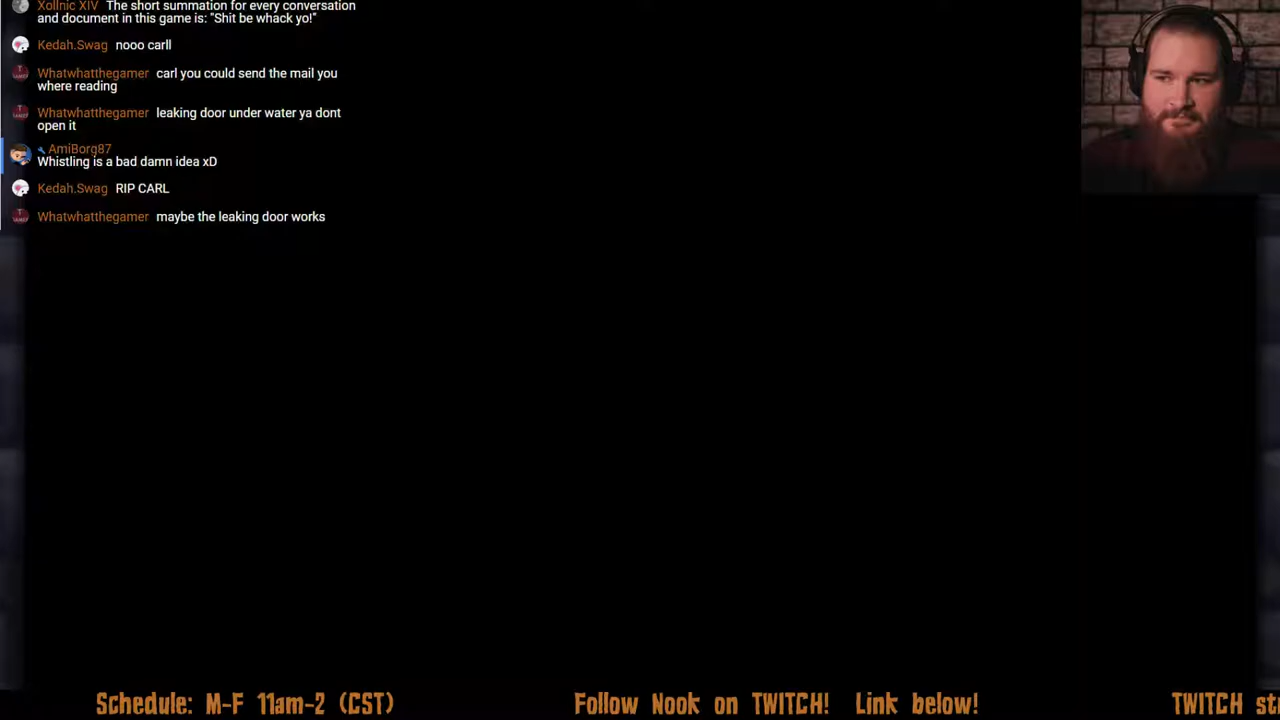 Xollnic XIV The short summation for every conversation
and document in this game is: "Shit be whack yo!"
Kedah.Swag nooo carll
Whatwhatthegamer carl you could send the mail you
where reading
Whatwhatthegamer leaking door under water ya dont
open it
AmiBorg87
Whistling is a bad damn idea xD
Kedah.Swag RIP CARL
Whatwhatthegamer maybe the leaking door works
Schedule: M-F 11am-2 (CST) Follow Nook on TWITCH! Link below! TWITCH st